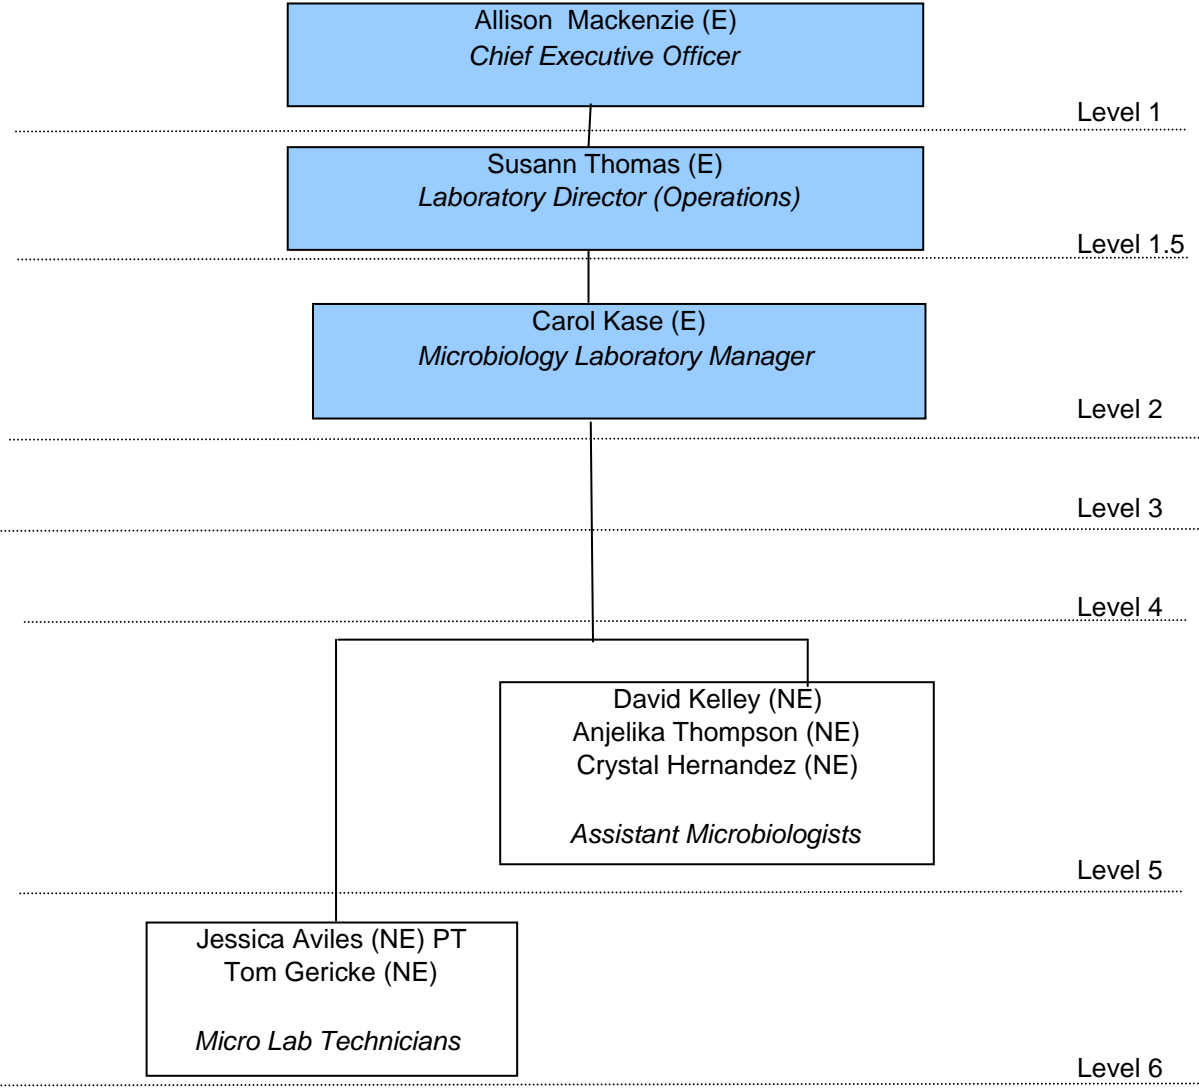 Allison  Mackenzie (E)
Chief Executive Officer
Level 1
Susann Thomas (E)
Laboratory Director (Operations)
Level 1.5
Carol Kase (E)
Microbiology Laboratory Manager
Level 2
Level 3
Level 4
David Kelley (NE)
Anjelika Thompson (NE)
Crystal Hernandez (NE)
Assistant Microbiologists
Level 5
Jessica Aviles (NE) PT
Tom Gericke (NE)
Micro Lab Technicians
Level 6